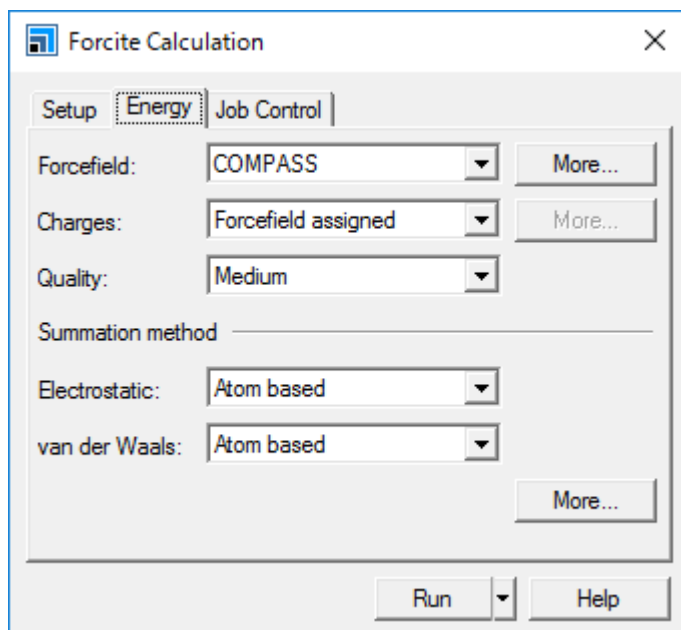 Forcite Calculation
Setup Energy Job Control
Forcefield: COMPASS More...
Charges: Forcefield assigned More...
Quality: Medium
Summation method
Electrostatic: Atom based
van der Waals: Atom based
More...
Run Help